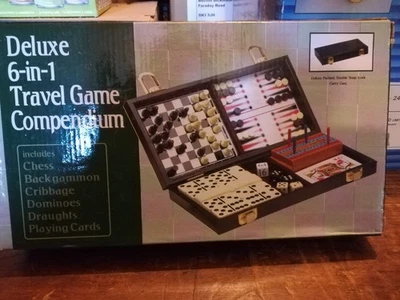 Deluxe
6-in-1
Travel Game
Compendium
includes
Chess
Backgammon
Cribbage
Dominoes
Draughts
Playing Cards